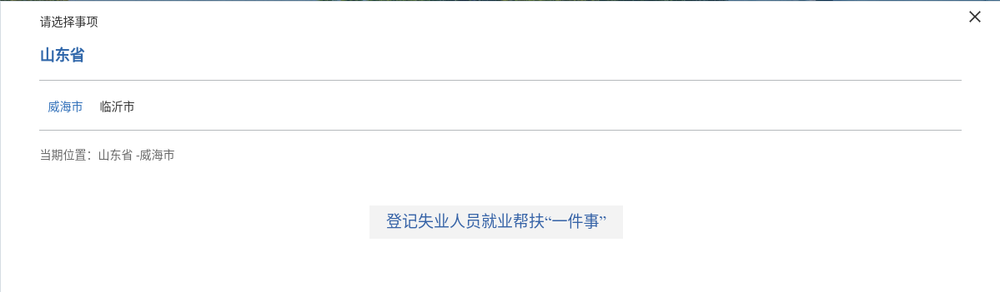 请选择事项
山东省
威海市 临沂市
当期位置：山东省 -威海市
登记失业人员就业帮扶“一件事”